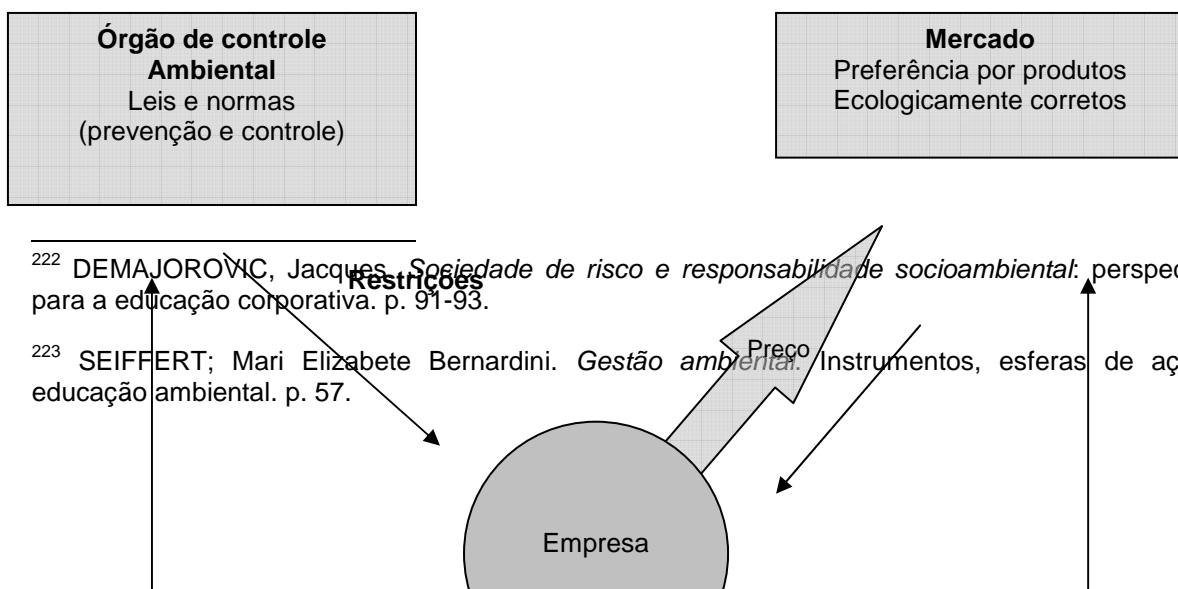 Órgão de controle
Ambiental
Leis e normas
(prevenção e controle)
Mercado
Preferência por produtos
Ecologicamente corretos
222 DEMAJOROVIC, Jacques. Sociedade de risco e responsabilidade socioambiental: perspec
para a educação corporativa. p. 91-93.
Restrições
223 SEIFFERT; Mari Elizabete Bernardini. Gestão ambiental. Instrumentos, esferas de aç
educação ambiental. p. 57.
Preço
Empresa